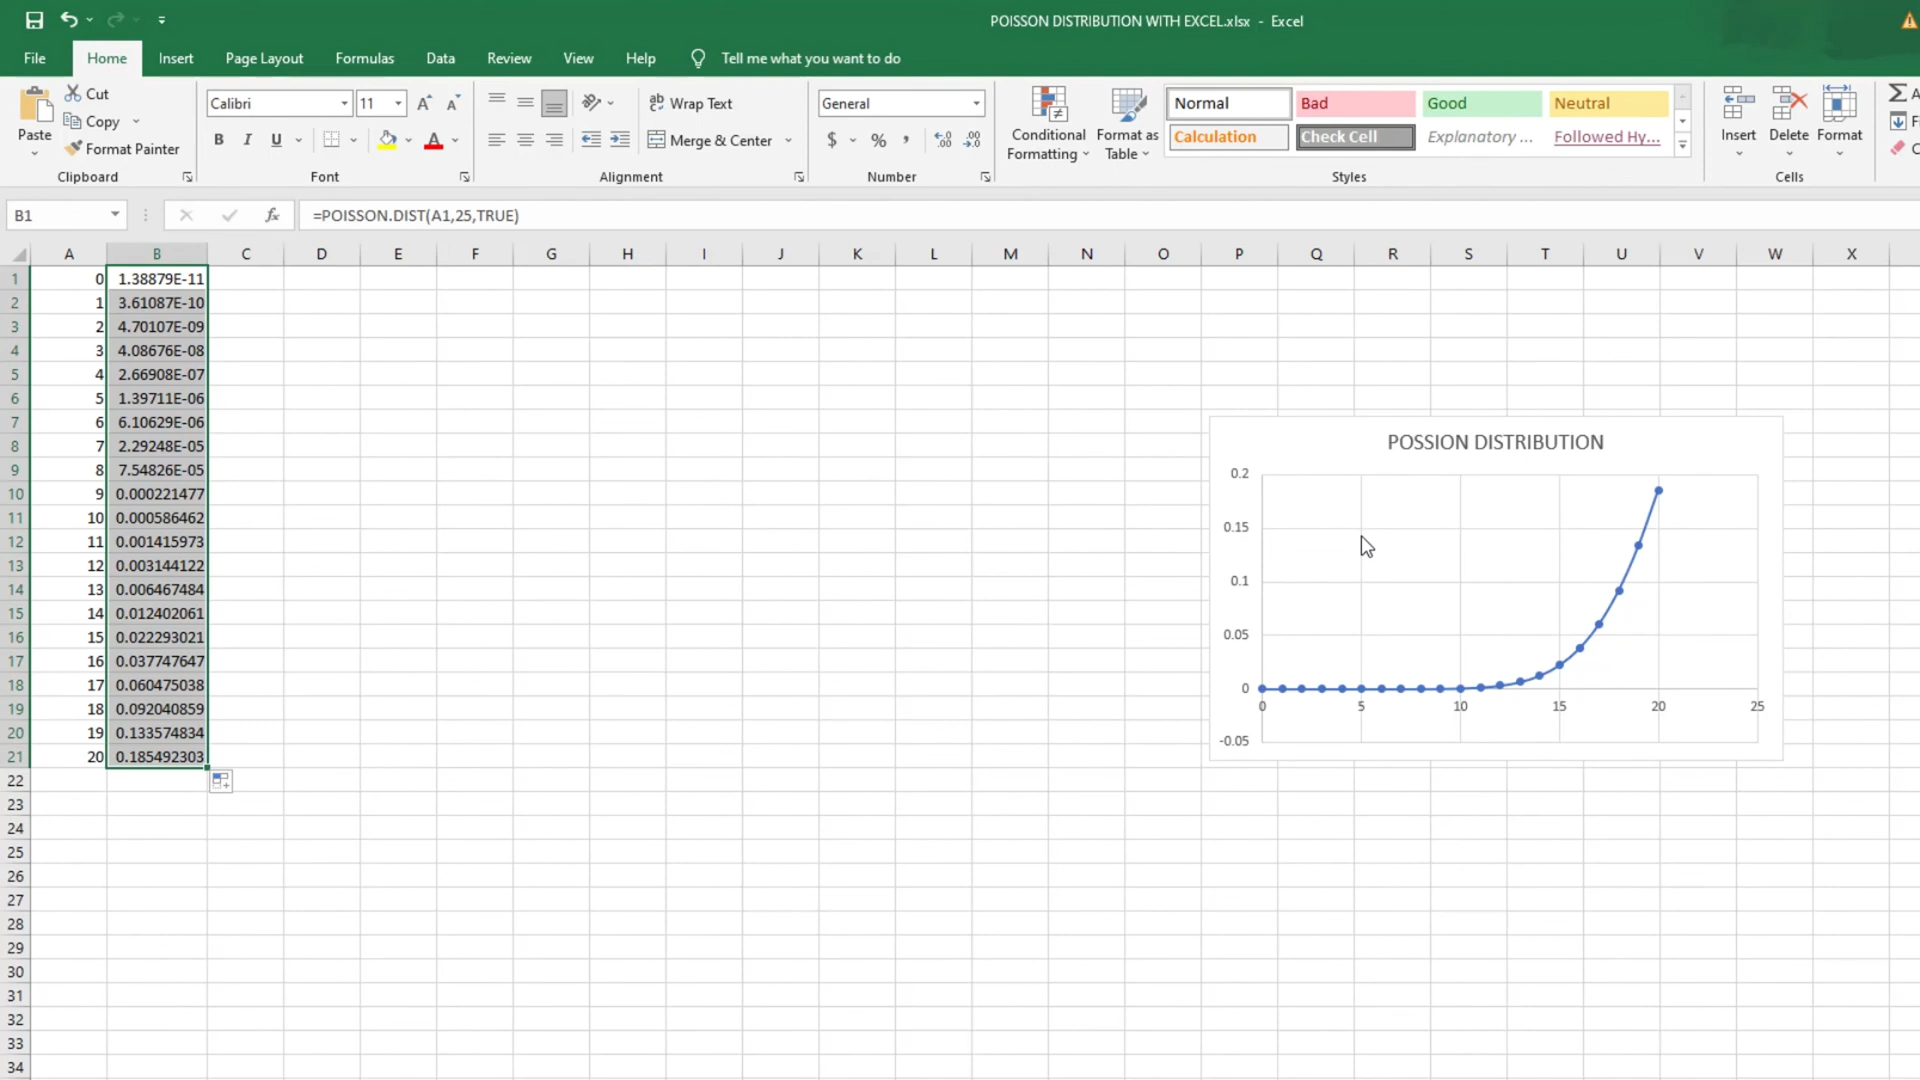 POISSON DISTRIBUTION WITH EXCEL.xlsx - Excel
File Home Insert Page Layout Formulas Data Review View Help Tell me what you want to do
Paste
Cut
Copy
Format Painter
Clipboard
Calibri 11
B I U
Font
Wrap Text
Merge & Center
Alignment
General
$ % ,
Number
Conditional Formatting
Format as Table
Normal Bad Good Neutral
Calculation Check Cell Explanatory ... Followed Hy...
Styles
Insert Delete Format
Cells
B1 fx =POISSON.DIST(A1,25,TRUE)
A B C D E F G H I J K L M N O P Q R S T U V W X
1 0 1.38879E-11
2 1 3.61087E-10
3 2 4.70107E-09
4 3 4.08676E-08
5 4 2.66908E-07
6 5 1.39711E-06
7 6 6.10629E-06
8 7 2.29248E-05
9 8 7.54826E-05
10 9 0.000221477
11 10 0.000586462
12 11 0.001415973
13 12 0.003144122
14 13 0.006467484
15 14 0.012402061
16 15 0.022293021
17 16 0.037747647
18 17 0.060475038
19 18 0.092040859
20 19 0.133574834
21 20 0.185492303
22
23
24
25
26
27
28
29
30
31
32
33
34
POSSION DISTRIBUTION
0.2
0.15
0.1
0.05
0
-0.05
0 5 10 15 20 25